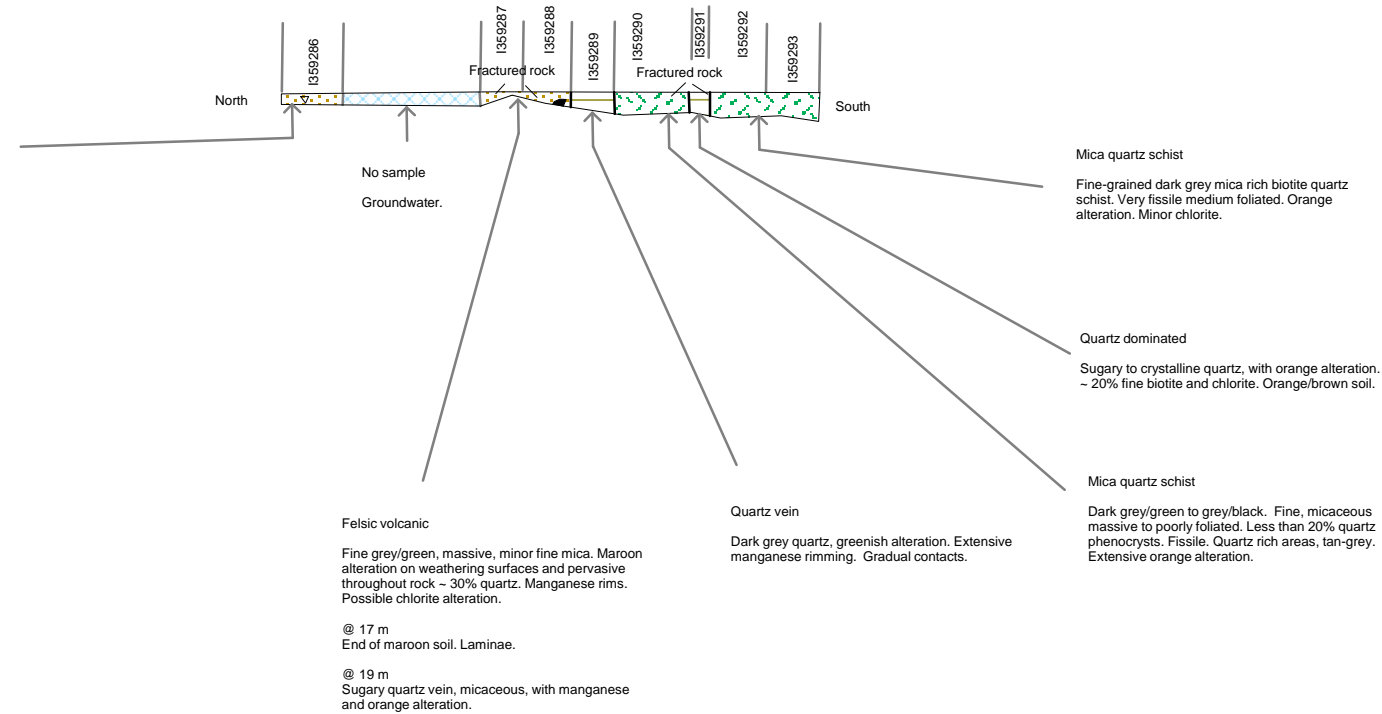 I359286
I359287
I359288
I359289
I359290
I359291
I359292
I359293
Fractured rock
Fractured rock
North
South
No sample
Groundwater.
Mica quartz schist
Fine-grained dark grey mica rich biotite quartz
schist. Very fissile medium foliated. Orange
alteration. Minor chlorite.
Quartz dominated
Sugary to crystalline quartz, with orange alteration.
~ 20% fine biotite and chlorite. Orange/brown soil.
Mica quartz schist
Dark grey/green to grey/black. Fine, micaceous
massive to poorly foliated. Less than 20% quartz
phenocrysts. Fissile. Quartz rich areas, tan-grey.
Extensive orange alteration.
Quartz vein
Dark grey quartz, greenish alteration. Extensive
manganese rimming. Gradual contacts.
Felsic volcanic
Fine grey/green, massive, minor fine mica. Maroon
alteration on weathering surfaces and pervasive
throughout rock ~ 30% quartz. Manganese rims.
Possible chlorite alteration.
@ 17 m
End of maroon soil. Laminae.
@ 19 m
Sugary quartz vein, micaceous, with manganese
and orange alteration.